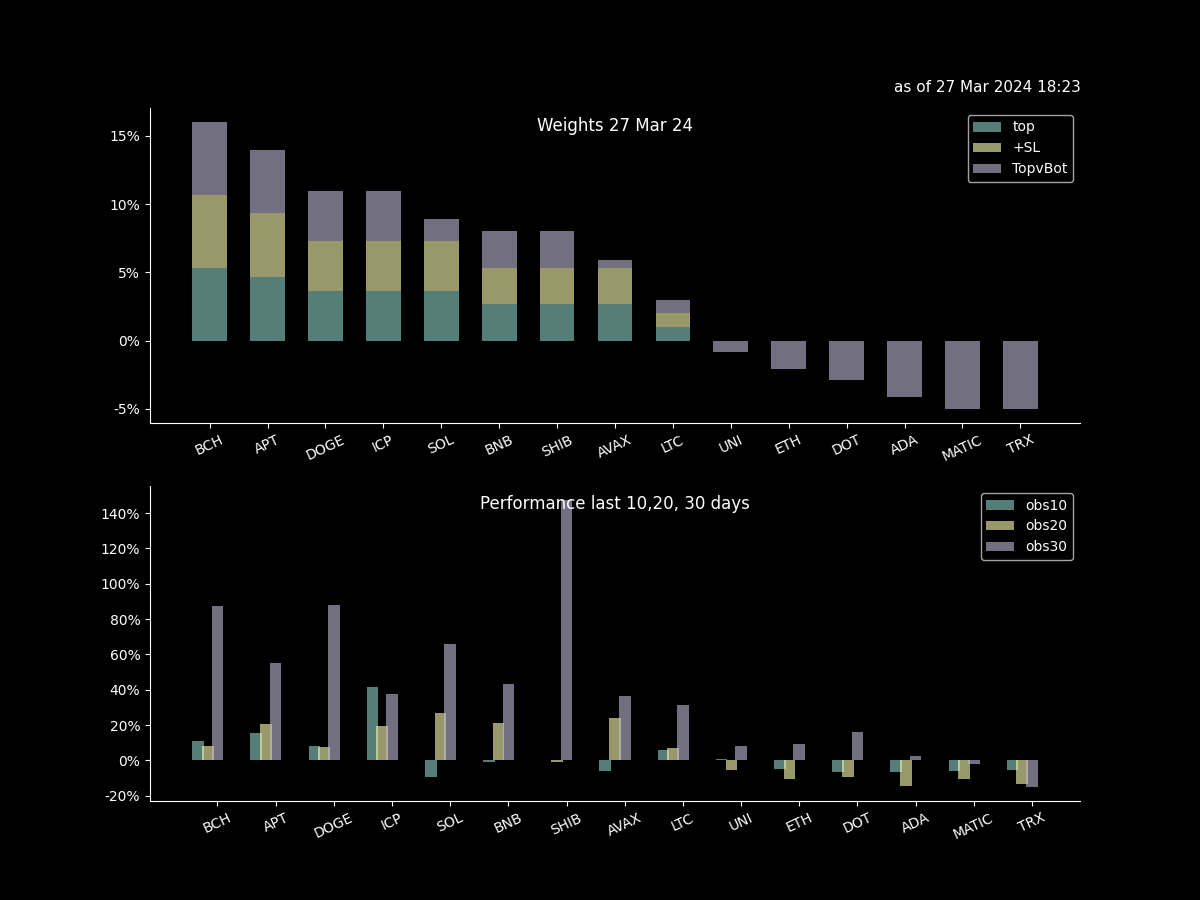 as of 27 Mar 2024 18:23
Weights 27 Mar 24
top
+SL
TopvBot
15%
10%
5%
0%
-5%
BCH APT DOGE ICP SOL BNB SHIB AVAX LTC UNI ETH DOT ADA MATIC TRX
Performance last 10,20, 30 days
obs10
obs20
obs30
140%
120%
100%
80%
60%
40%
20%
0%
-20%
BCH APT DOGE ICP SOL BNB SHIB AVAX LTC UNI ETH DOT ADA MATIC TRX